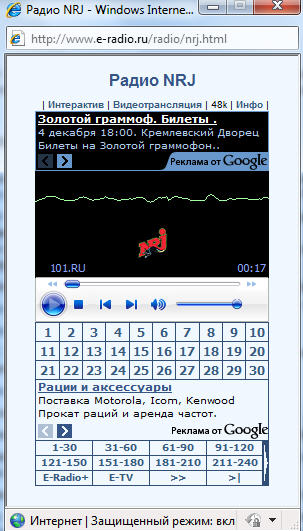 Радио NRJ - Windows Interne...
http://www.e-radio.ru/radio/nrj.html
Радио NRJ
| Интерактив | Видеотрансляция | 48k | Инфо |
Золотой граммоф. Билеты .
4 декабря 18:00. Кремлевский Дворец
Билеты на Золотой граммофон..
Реклама от Google
nrj
101.RU 00:17
1 2 3 4 5 6 7 8 9 10
11 12 13 14 15 16 17 18 19 20
21 22 23 24 25 26 27 28 29 30
Рации и аксессуары
Поставка Motorola, Icom, Kenwood
Прокат раций и аренда частот.
Реклама от Google
1-30 31-60 61-90 91-120
121-150 151-180 181-210 211-240
E-Radio+ E-TV >> >|
Интернет | Защищенный режим: вкл